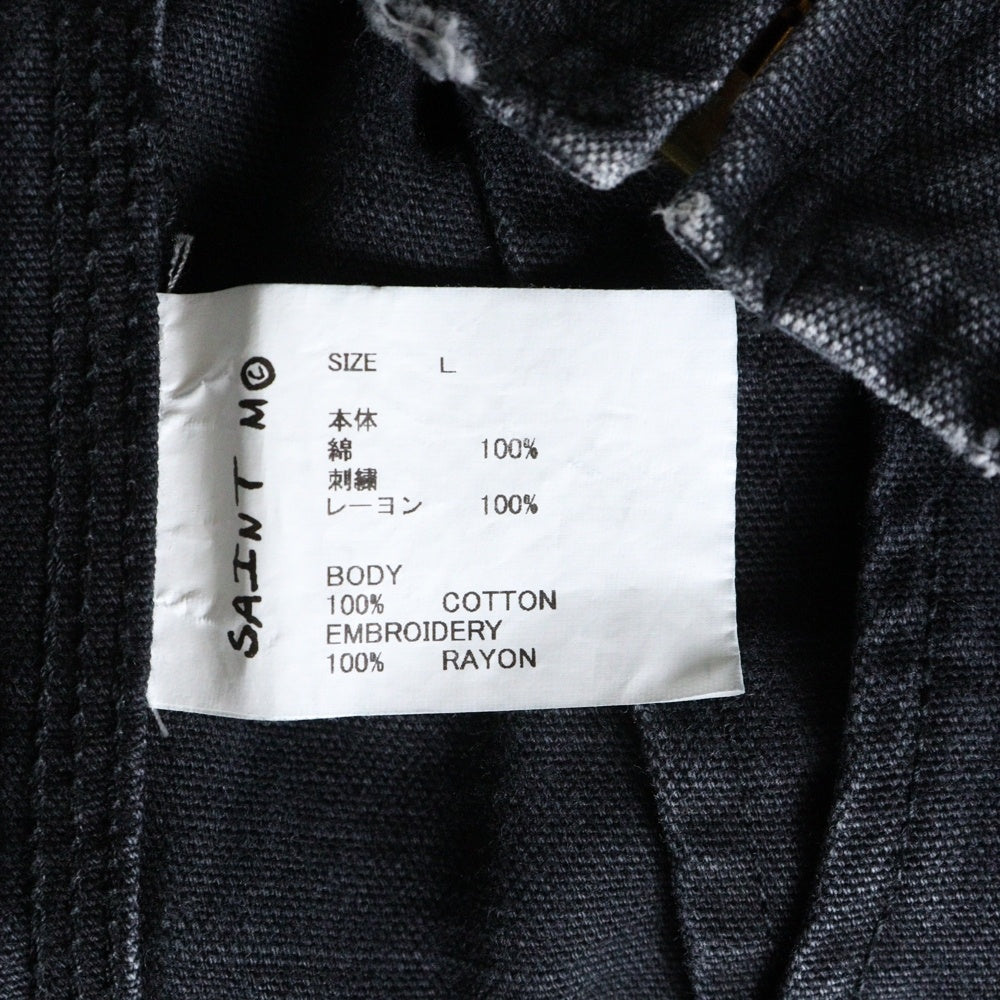 SAINT M©
SIZE L
本体
綿 100%
刺繍
レーヨン 100%
BODY
100% COTTON
EMBROIDERY
100% RAYON